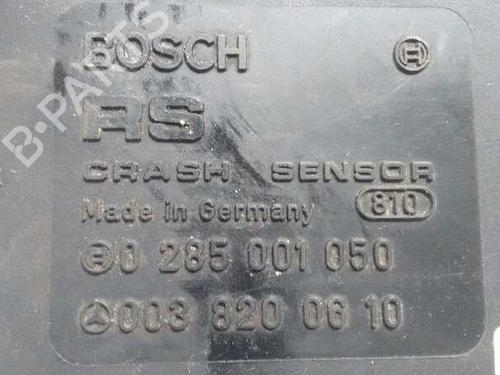 BOSCH
RS
CRASH SENSOR
Made in Germany 810
0 285 001 050
003 820 06 10
B-PARTS